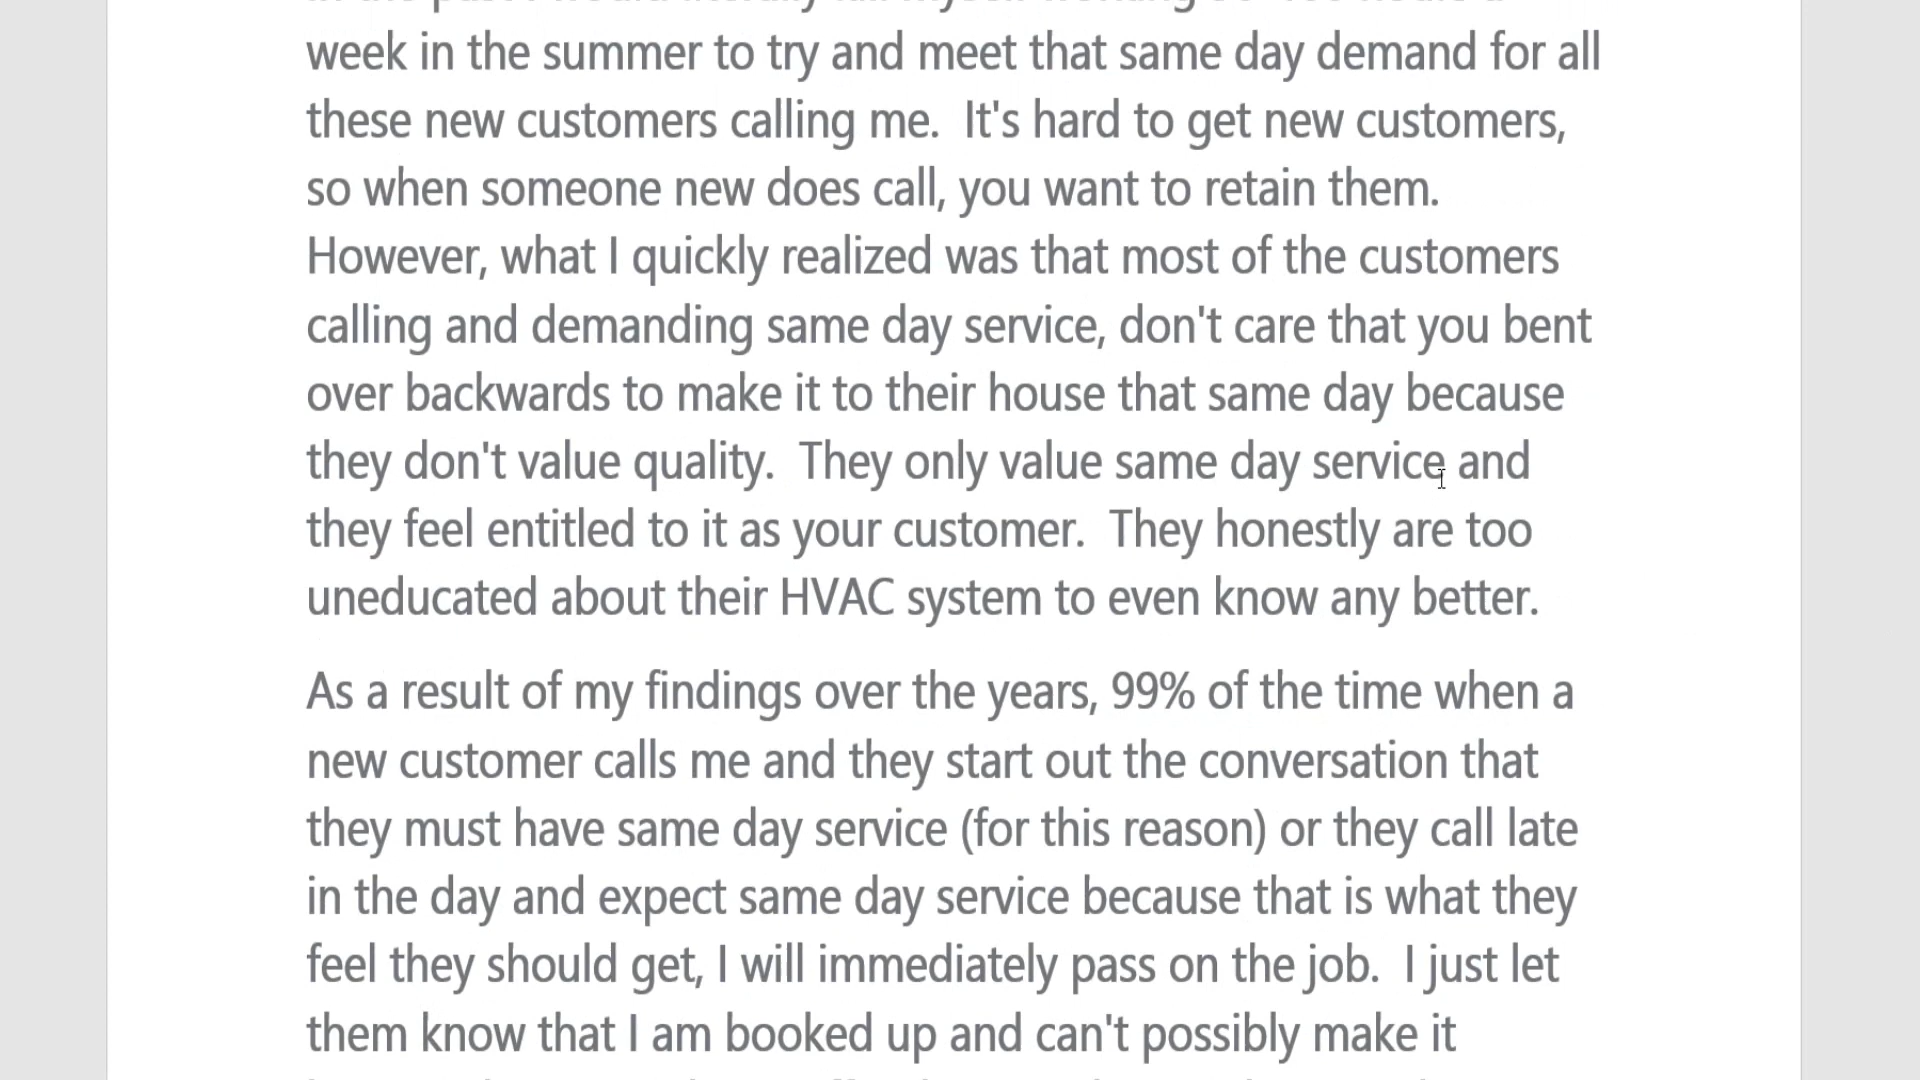 week in the summer to try and meet that same day demand for all
these new customers calling me.  It's hard to get new customers,
so when someone new does call, you want to retain them.
However, what I quickly realized was that most of the customers
calling and demanding same day service, don't care that you bent
over backwards to make it to their house that same day because
they don't value quality.  They only value same day service and
they feel entitled to it as your customer.  They honestly are too
uneducated about their HVAC system to even know any better.
As a result of my findings over the years, 99% of the time when a
new customer calls me and they start out the conversation that
they must have same day service (for this reason) or they call late
in the day and expect same day service because that is what they
feel they should get, I will immediately pass on the job.  I just let
them know that I am booked up and can't possibly make it